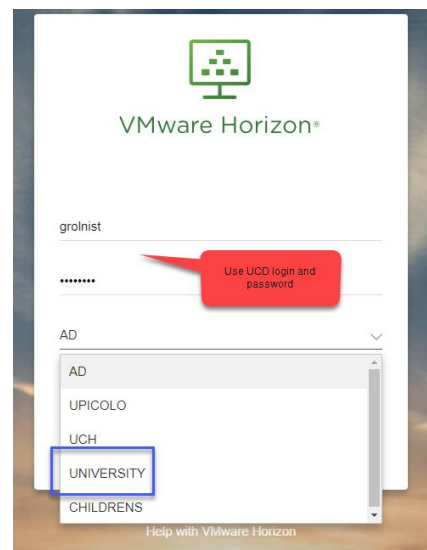 VMware Horizon®
grolnist
Use UCD login and
password
••••••••
AD
AD
UPICOLO
UCH
UNIVERSITY
CHILDRENS
Help with VMware Horizon